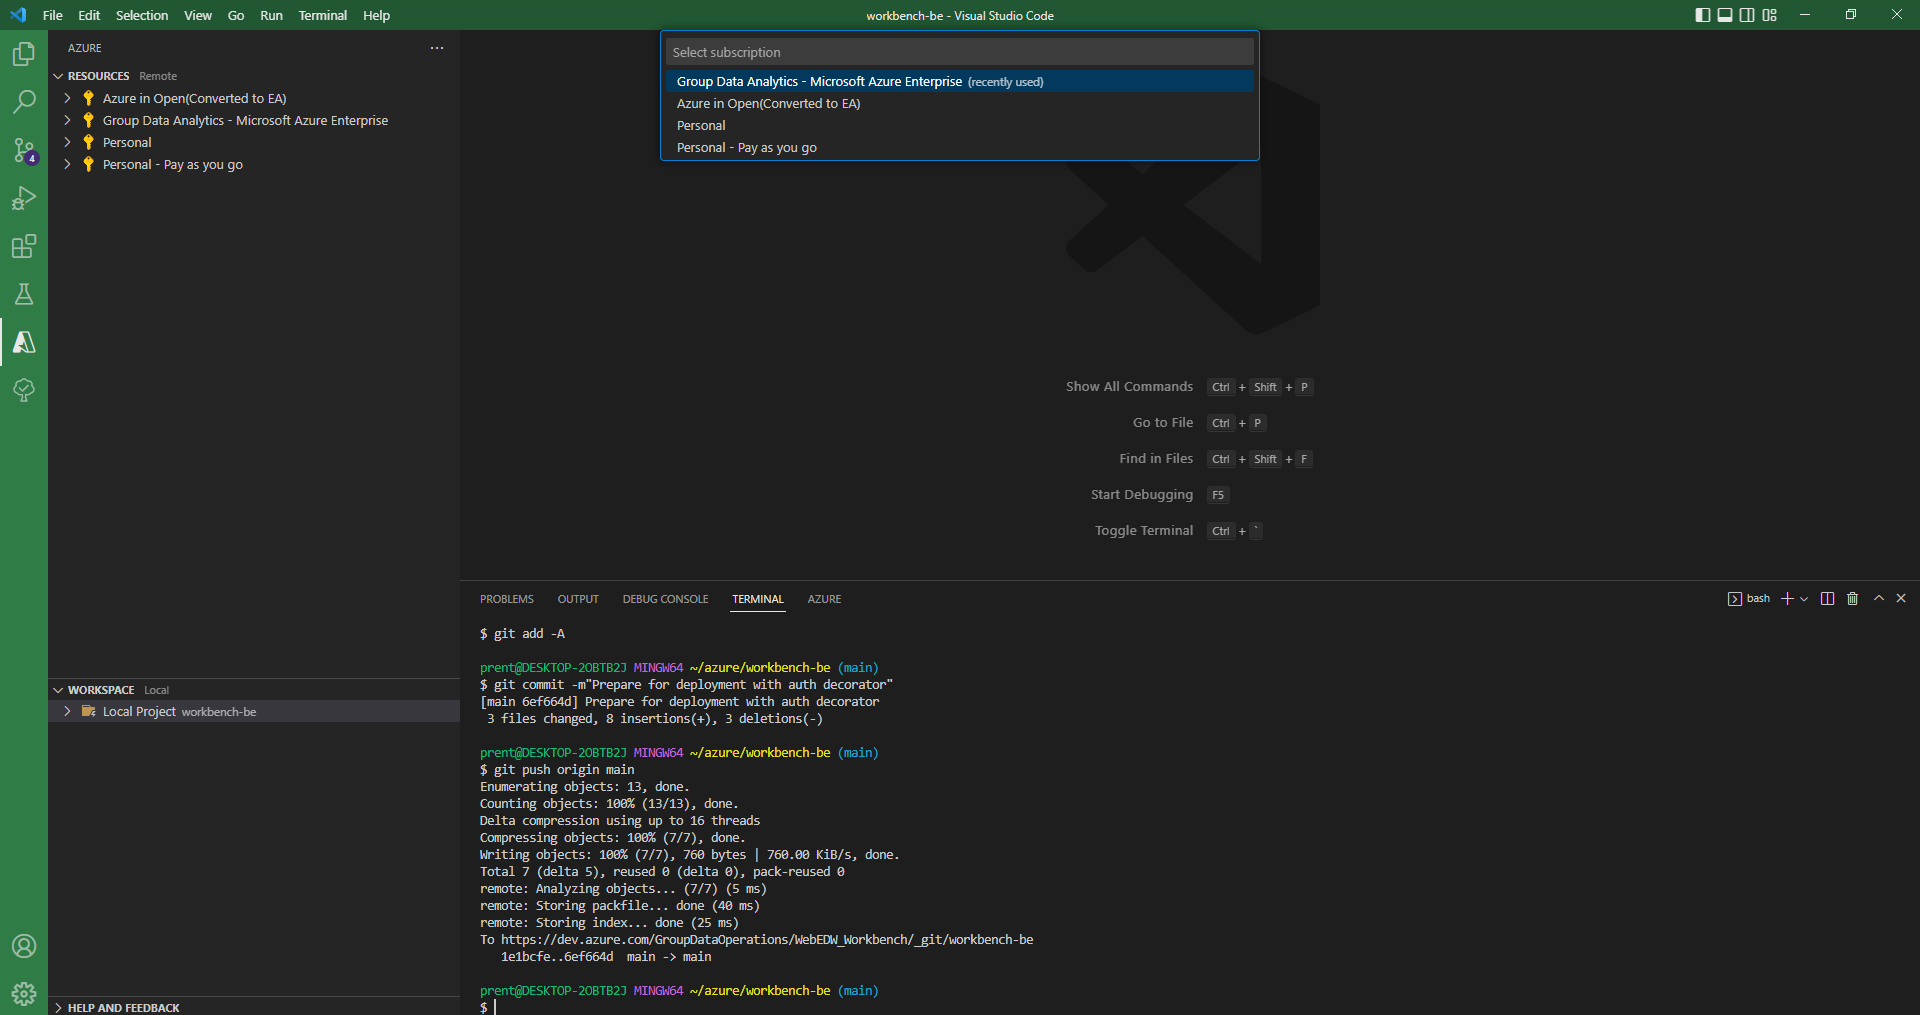 File Edit Selection View Go Run Terminal Help
workbench-be - Visual Studio Code
AZURE
RESOURCES Remote
Azure in Open(Converted to EA)
Group Data Analytics - Microsoft Azure Enterprise
Personal
Personal - Pay as you go
4
Select subscription
Group Data Analytics - Microsoft Azure Enterprise (recently used)
Azure in Open(Converted to EA)
Personal
Personal - Pay as you go
Show All Commands Ctrl + Shift + P
Go to File Ctrl + P
Find in Files Ctrl + Shift + F
Start Debugging F5
Toggle Terminal Ctrl + `
WORKSPACE Local
Local Project workbench-be
HELP AND FEEDBACK
PROBLEMS OUTPUT DEBUG CONSOLE TERMINAL AZURE
bash
$ git add -A
prent@DESKTOP-2OBTB2J MINGW64 ~/azure/workbench-be (main)
$ git commit -m"Prepare for deployment with auth decorator"
[main 6ef664d] Prepare for deployment with auth decorator
3 files changed, 8 insertions(+), 3 deletions(-)
prent@DESKTOP-2OBTB2J MINGW64 ~/azure/workbench-be (main)
$ git push origin main
Enumerating objects: 13, done.
Counting objects: 100% (13/13), done.
Delta compression using up to 16 threads
Compressing objects: 100% (7/7), done.
Writing objects: 100% (7/7), 760 bytes | 760.00 KiB/s, done.
Total 7 (delta 5), reused 0 (delta 0), pack-reused 0
remote: Analyzing objects... (7/7) (5 ms)
remote: Storing packfile... done (40 ms)
remote: Storing index... done (25 ms)
To https://dev.azure.com/GroupDataOperations/WebEDW_Workbench/_git/workbench-be
1e1bcfe..6ef664d main -> main
prent@DESKTOP-2OBTB2J MINGW64 ~/azure/workbench-be (main)
$